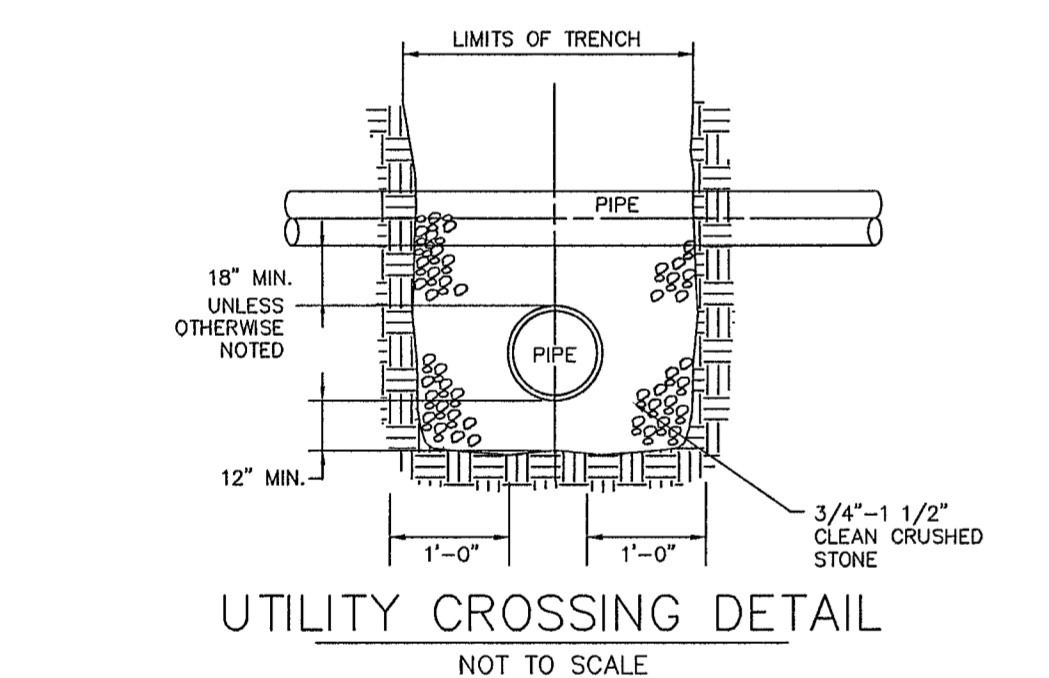 LIMITS OF TRENCH
PIPE
18" MIN.
UNLESS
OTHERWISE
NOTED
PIPE
12" MIN.
3/4"-1 1/2"
CLEAN CRUSHED
STONE
1'-0"
1'-0"
UTILITY CROSSING DETAIL
NOT TO SCALE